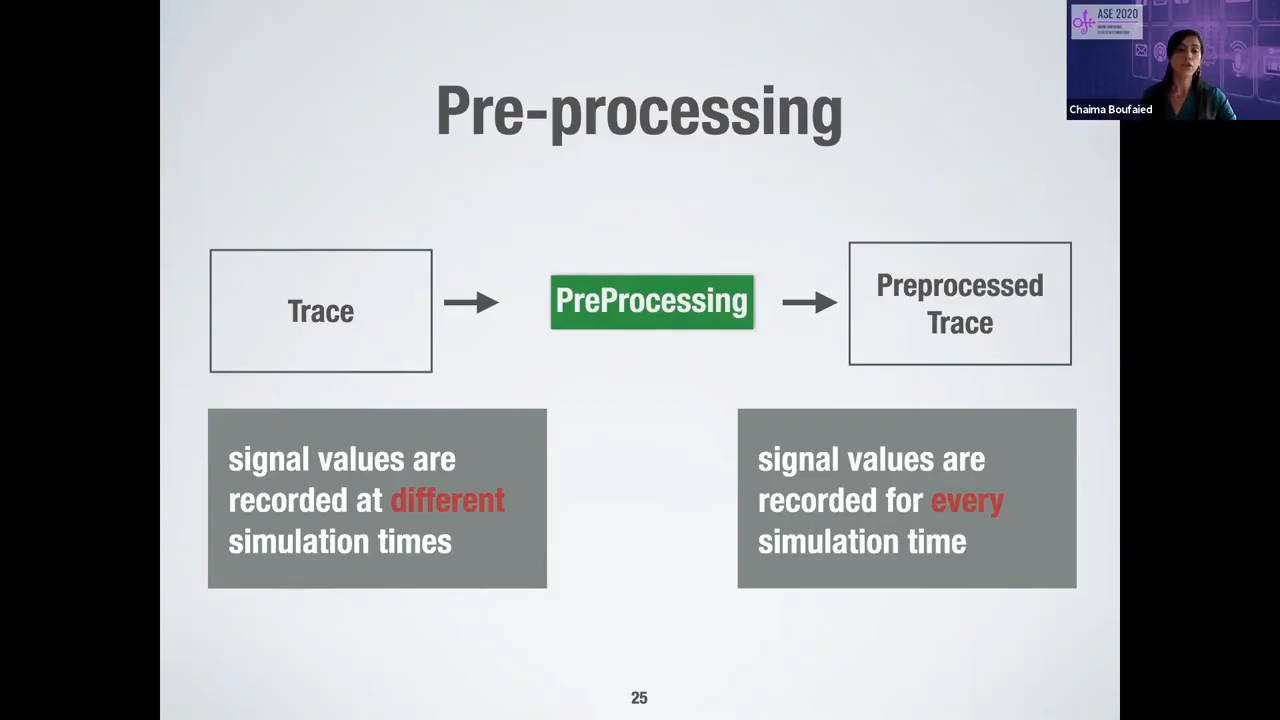 ASE 2020
Chaima Boufaied
Pre-processing
Trace
PreProcessing
Preprocessed
Trace
signal values are
recorded at different
simulation times
signal values are
recorded for every
simulation time
25